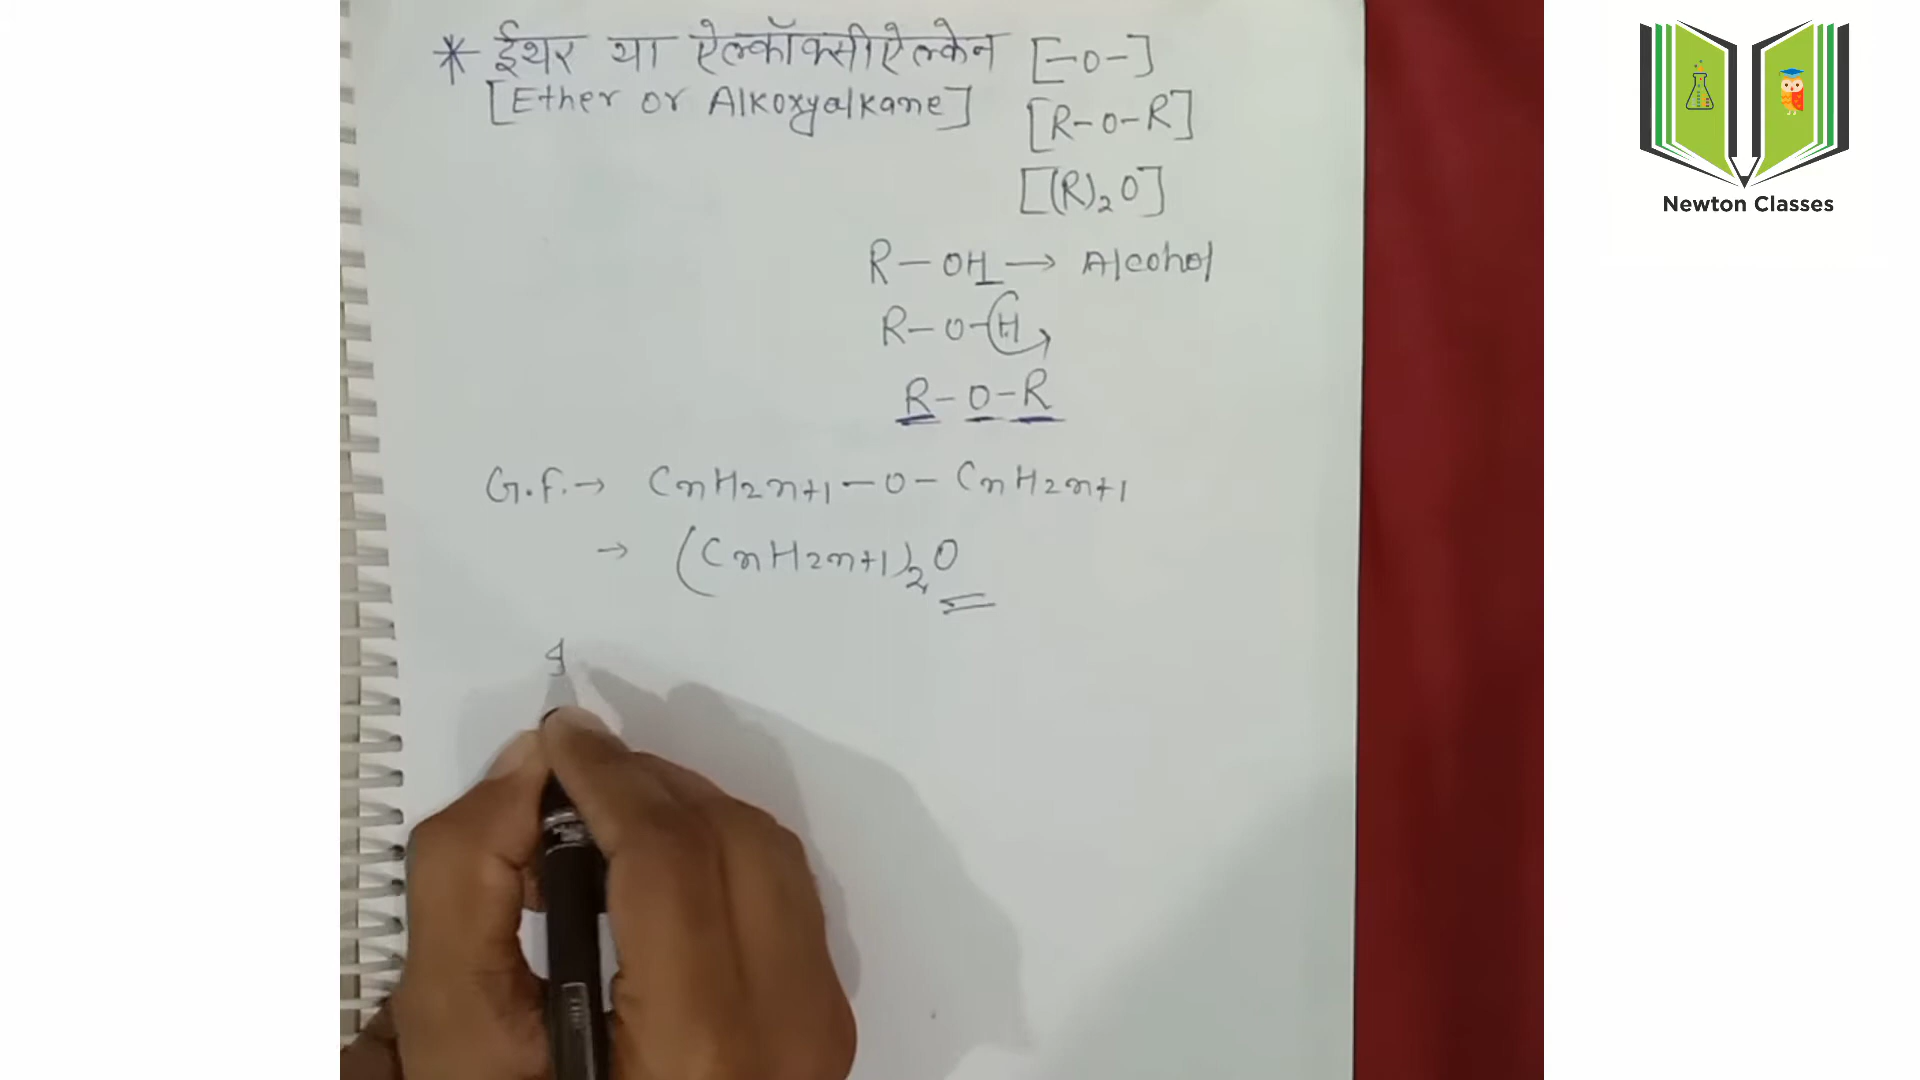 * ईथर या ऐल्कॉक्सीऐल्केन [-O-]
[Ether or Alkoxyalkane] [R-O-R]
[(R)₂O]
R-OH → Alcohol
R-O-H
R-O-R
G.F. → CnH2n+1-O-CnH2n+1
→ (CnH2n+1)₂O
Newton Classes